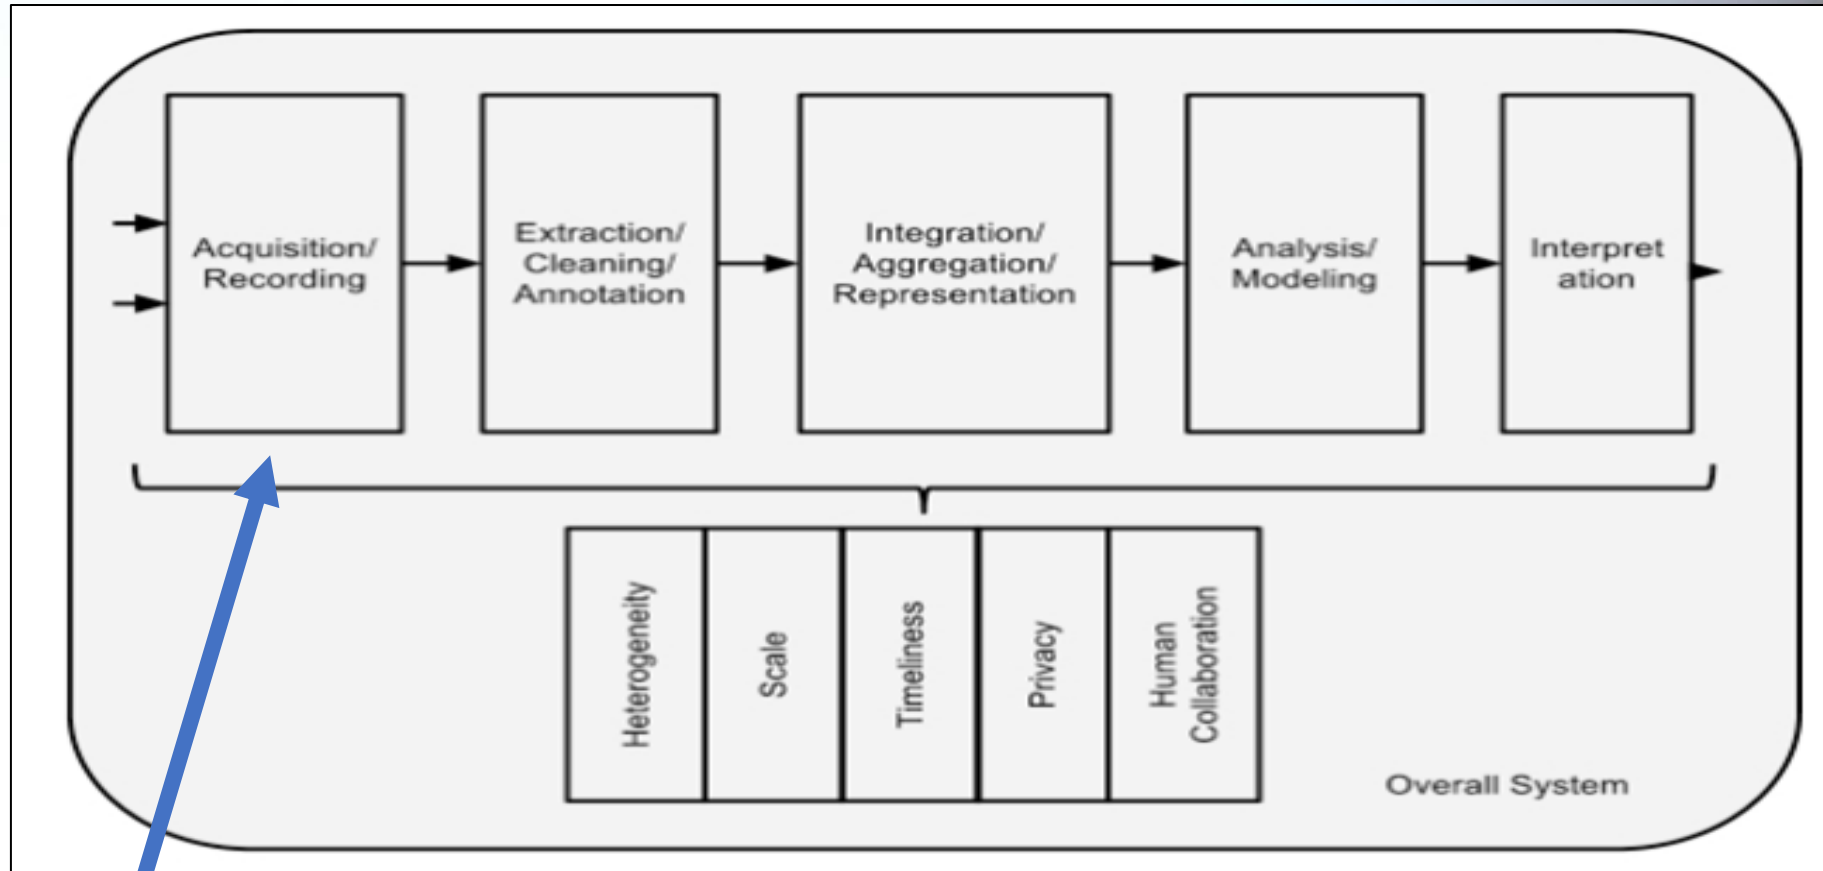 Acquisition/
Recording
Extraction/
Cleaning/
Annotation
Integration/
Aggregation/
Representation
Analysis/
Modeling
Interpret
ation
Heterogeneity
Scale
Timeliness
Privacy
Human
Collaboration
Overall System